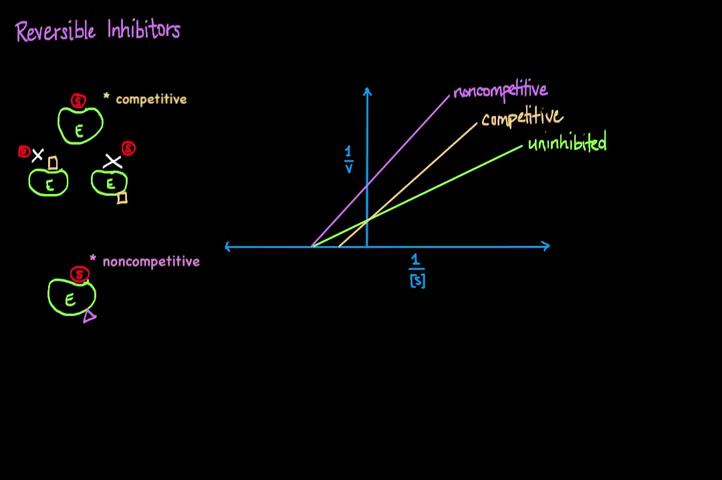 Reversible Inhibitors
S
* competitive
E
S
E
S
E
* noncompetitive
S
E
noncompetitive
competitive
uninhibited
1
V
1
[S]